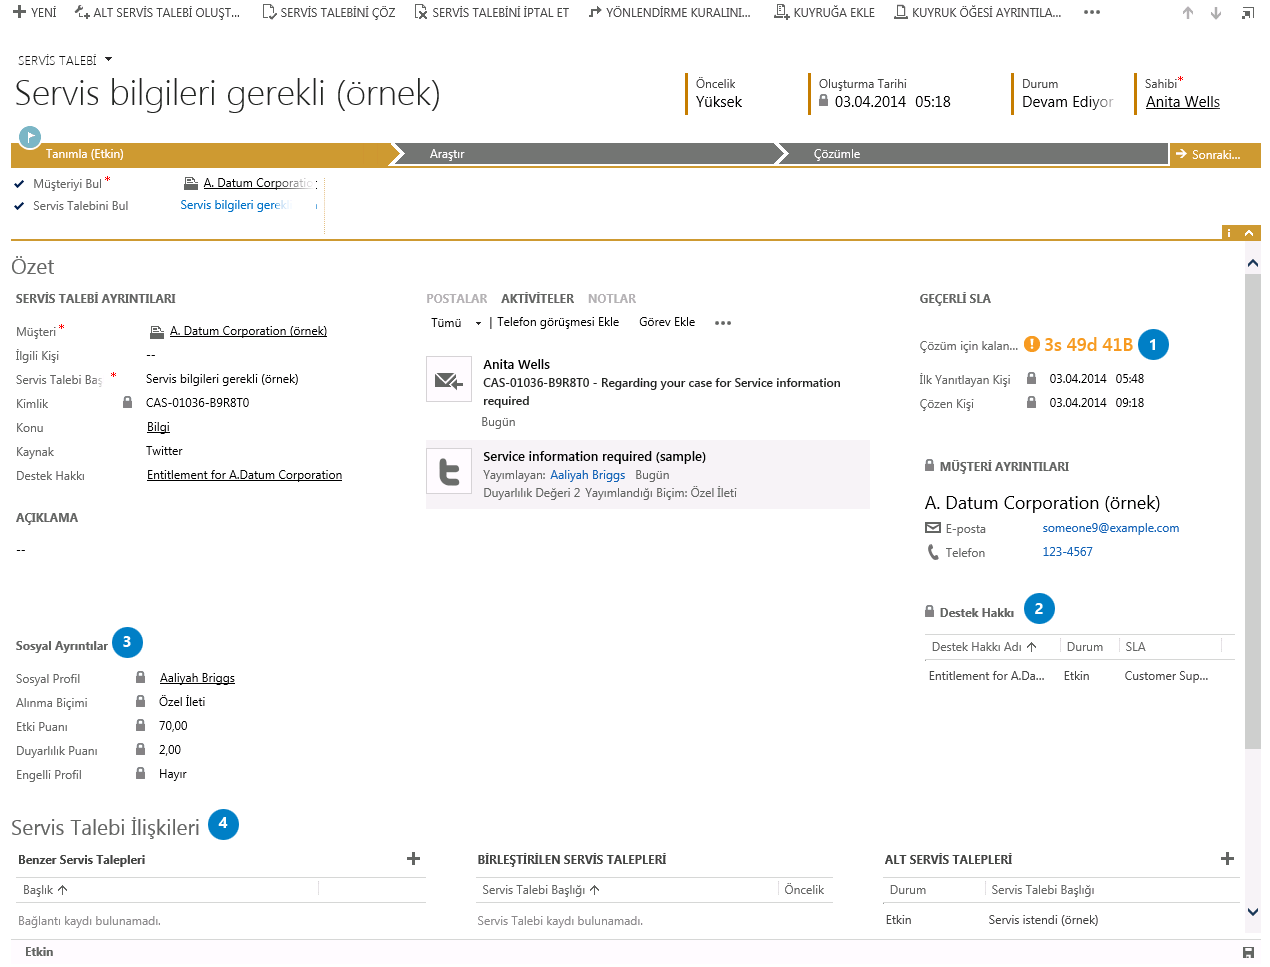 YENİ
ALT SERVİS TALEBİ OLUŞT...
SERVİS TALEBİNİ ÇÖZ
SERVİS TALEBİNİ İPTAL ET
YÖNLENDİRME KURALINI...
KUYRUĞA EKLE
KUYRUK ÖĞESİ AYRINTILA...
SERVİS TALEBİ
Servis bilgileri gerekli (örnek)
Öncelik
Yüksek
Oluşturma Tarihi
03.04.2014 05:18
Durum
Devam Ediyor
Sahibi*
Anita Wells
Tanımla (Etkin)
Araştır
Çözümle
Sonraki...
Müşteriyi Bul*
A. Datum Corporatio
Servis Talebini Bul
Servis bilgileri gerekl
Özet
SERVİS TALEBİ AYRINTILARI
Müşteri*
A. Datum Corporation (örnek)
İlgili Kişi
--
Servis Talebi Baş *
Servis bilgileri gerekli (örnek)
Kimlik
CAS-01036-B9R8T0
Konu
Bilgi
Kaynak
Twitter
Destek Hakkı
Entitlement for A.Datum Corporation
AÇIKLAMA
--
Sosyal Ayrıntılar
3
Sosyal Profil
Aaliyah Briggs
Alınma Biçimi
Özel İleti
Etki Puanı
70,00
Duyarlılık Puanı
2,00
Engelli Profil
Hayır
POSTALAR AKTİVİTELER NOTLAR
Tümü | Telefon görüşmesi Ekle Görev Ekle
Anita Wells
CAS-01036-B9R8T0 - Regarding your case for Service information
required
Bugün
Service information required (sample)
Yayımlayan: Aaliyah Briggs Bugün
Duyarlılık Değeri 2 Yayımlandığı Biçim: Özel İleti
GEÇERLİ SLA
Çözüm için kalan...
3s 49d 41B
1
İlk Yanıtlayan Kişi
03.04.2014 05:48
Çözen Kişi
03.04.2014 09:18
MÜŞTERİ AYRINTILARI
A. Datum Corporation (örnek)
E-posta
someone9@example.com
Telefon
123-4567
Destek Hakkı
2
Destek Hakkı Adı Durum SLA
Entitlement for A.Da... Etkin Customer Sup...
Servis Talebi İlişkileri
4
Benzer Servis Talepleri
Başlık
Bağlantı kaydı bulunamadı.
BİRLEŞTİRİLEN SERVİS TALEPLERİ
Servis Talebi Başlığı Öncelik
Servis Talebi kaydı bulunamadı.
ALT SERVİS TALEPLERİ
Durum Servis Talebi Başlığı
Etkin Servis istendi (örnek)
Etkin